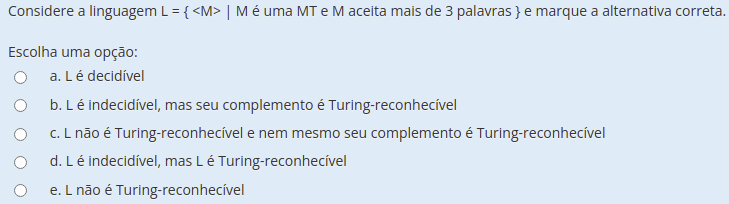 Considere a linguagem L = { <M> | M é uma MT e M aceita mais de 3 palavras } e marque a alternativa correta.
Escolha uma opção:
a. L é decidível
b. L é indecidível, mas seu complemento é Turing-reconhecível
c. L não é Turing-reconhecível e nem mesmo seu complemento é Turing-reconhecível
d. L é indecidível, mas L é Turing-reconhecível
e. L não é Turing-reconhecível